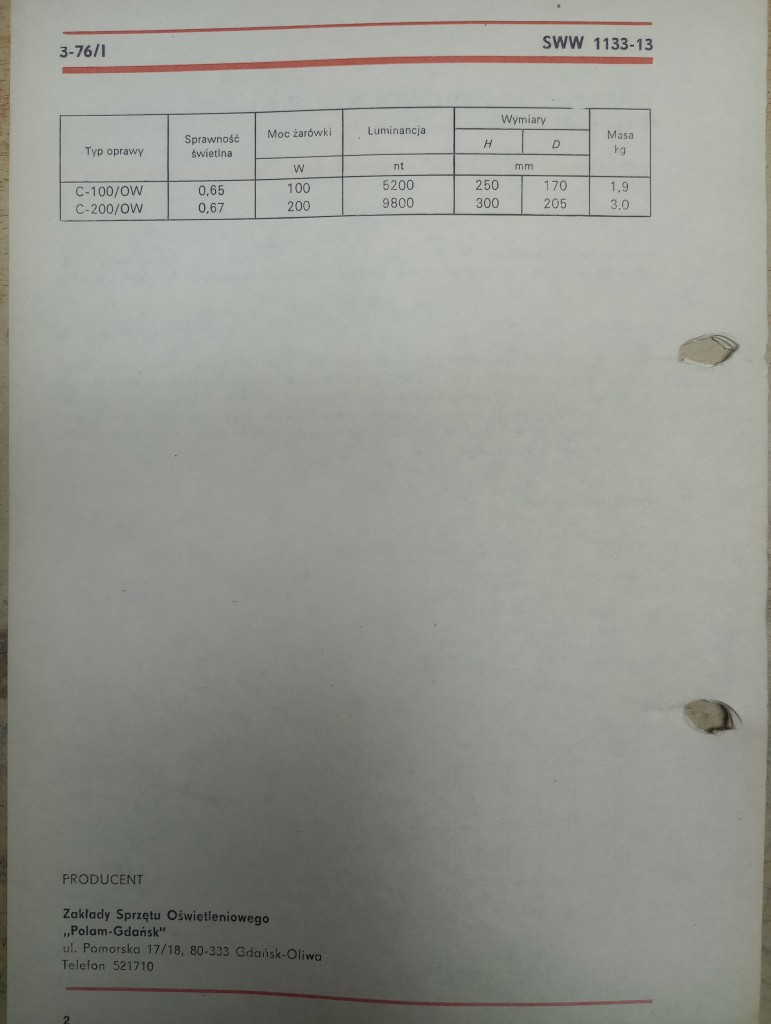 3-76/I
SWW 1133-13
Typ oprawy
Sprawność
świetlna
Moc żarówki
W
Luminancja
nt
Wymiary
H
D
mm
Masa
kg
C-100/OW 0,65 100 5200 250 170 1,9
C-200/OW 0,67 200 9800 300 205 3,0
PRODUCENT
Zakłady Sprzętu Oświetleniowego
„Polam-Gdańsk"
ul. Pomorska 17/18, 80-333 Gdańsk-Oliwa
Telefon 521710
2